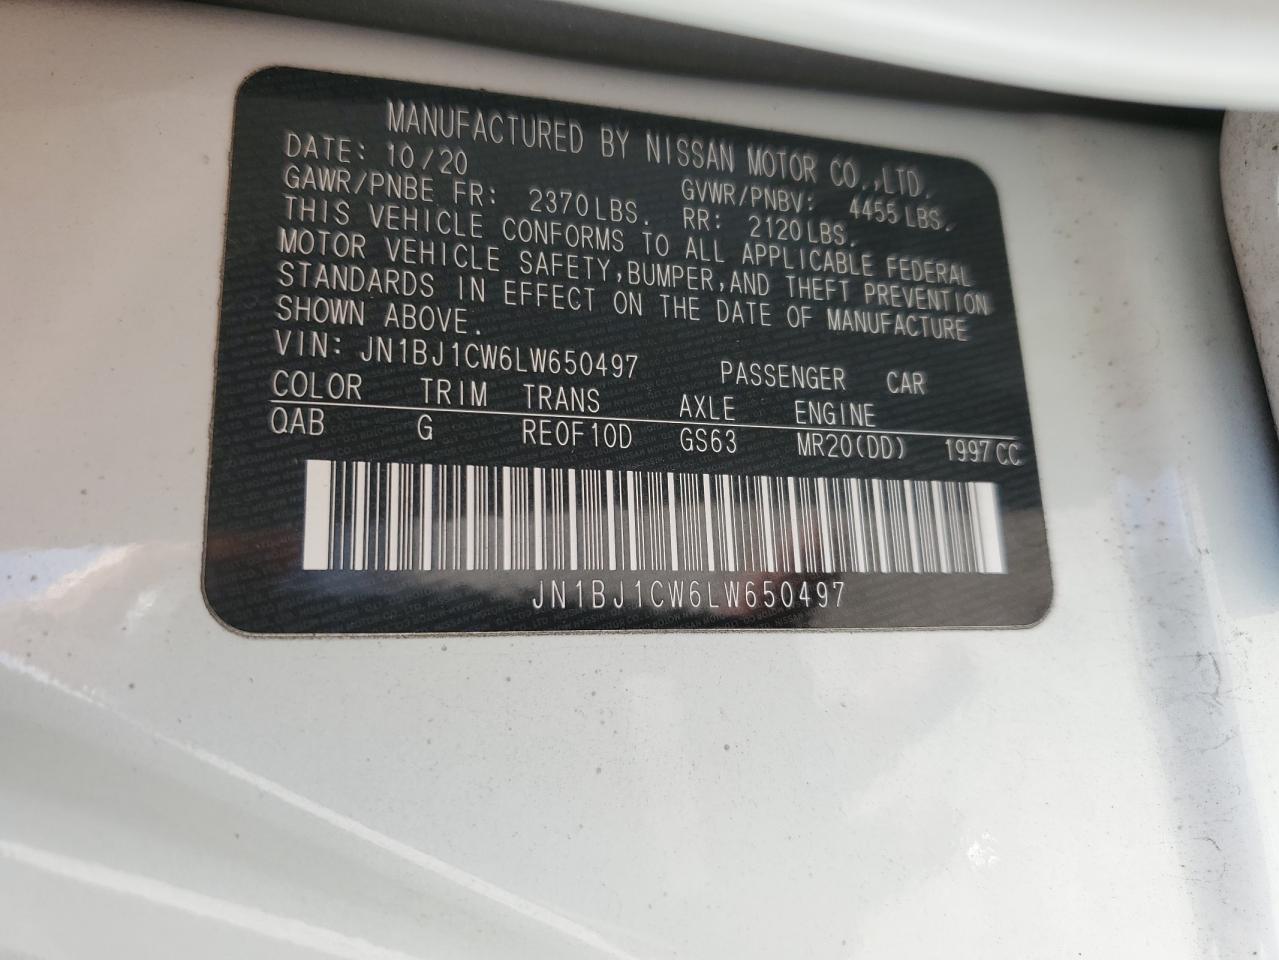 MANUFACTURED BY NISSAN MOTOR CO.,LTD.
DATE: 10/20 GVWR/PNBV: 4455LBS.
GAWR/PNBE FR: 2370LBS. RR: 2120LBS.
THIS VEHICLE CONFORMS TO ALL APPLICABLE FEDERAL
MOTOR VEHICLE SAFETY,BUMPER,AND THEFT PREVENTION
STANDARDS IN EFFECT ON THE DATE OF MANUFACTURE
SHOWN ABOVE.
VIN: JN1BJ1CW6LW650497 PASSENGER CAR
COLOR TRIM TRANS AXLE ENGINE
QAB G RE0F10D GS63 MR20(DD) 1997CC
JN1BJ1CW6LW650497